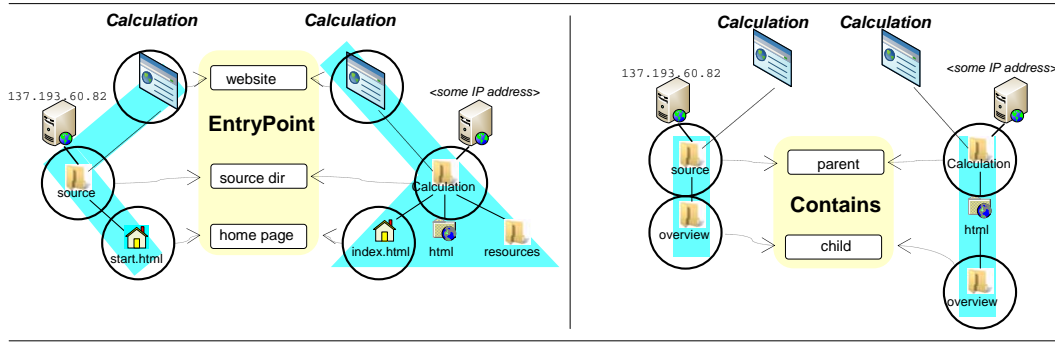 Calculation
Calculation
137.193.60.82
website
<some IP address>
EntryPoint
source dir
source
Calculation
home page
start.html
index.html
html
resources
Calculation
Calculation
137.193.60.82
<some IP address>
source
parent
Calculation
Contains
overview
html
child
overview